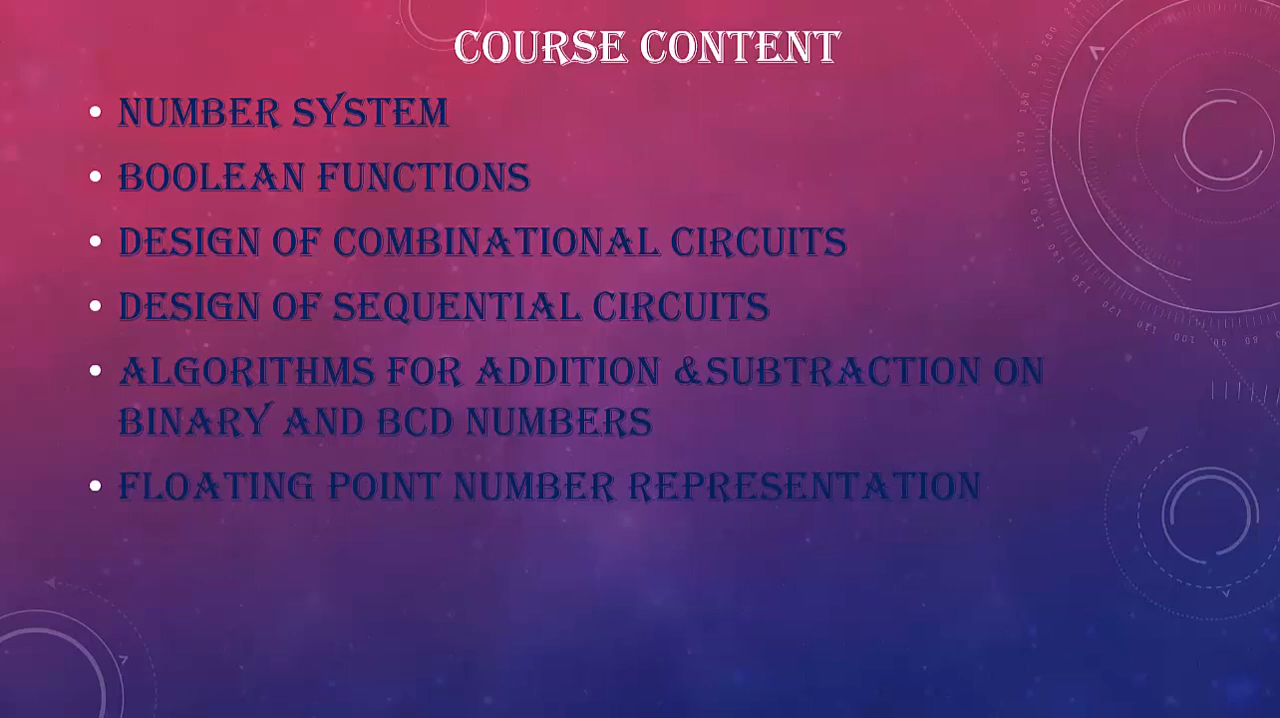 COURSE CONTENT
• NUMBER SYSTEM
• BOOLEAN FUNCTIONS
• DESIGN OF COMBINATIONAL CIRCUITS
• DESIGN OF SEQUENTIAL CIRCUITS
• ALGORITHMS FOR ADDITION &SUBTRACTION ON
BINARY AND BCD NUMBERS
• FLOATING POINT NUMBER REPRESENTATION